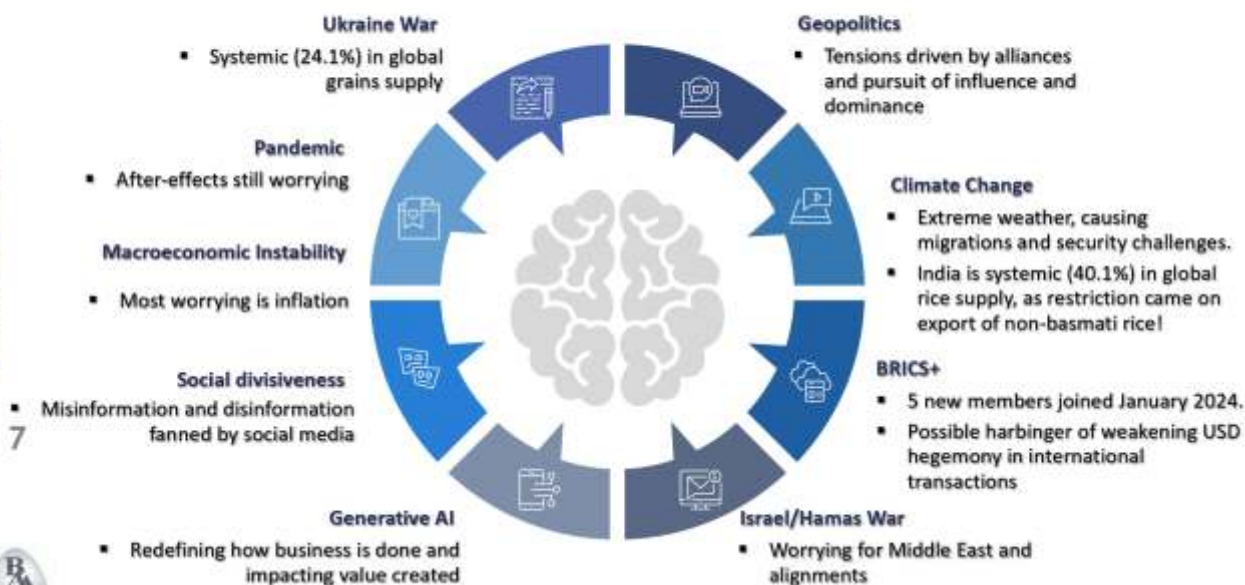 Ukraine War
▪ Systemic (24.1%) in global
grains supply
Pandemic
▪ After-effects still worrying
Macroeconomic Instability
▪ Most worrying is inflation
Social divisiveness
▪ Misinformation and disinformation
fanned by social media
7
Generative AI
▪ Redefining how business is done and
impacting value created
Geopolitics
▪ Tensions driven by alliances
and pursuit of influence and
dominance
Climate Change
▪ Extreme weather, causing
migrations and security challenges.
▪ India is systemic (40.1%) in global
rice supply, as restriction came on
export of non-basmati rice!
BRICS+
▪ 5 new members joined January 2024.
▪ Possible harbinger of weakening USD
hegemony in international
transactions
Israel/Hamas War
▪ Worrying for Middle East and
alignments